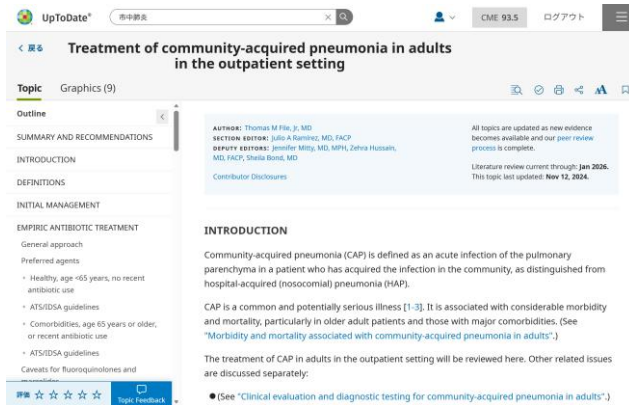 UpToDate®
市中肺炎
CME 93.5
ログアウト
戻る
Treatment of community-acquired pneumonia in adults
in the outpatient setting
Topic
Graphics (9)
Outline
SUMMARY AND RECOMMENDATIONS
INTRODUCTION
DEFINITIONS
INITIAL MANAGEMENT
EMPIRIC ANTIBIOTIC TREATMENT
General approach
Preferred agents
• Healthy, age <65 years, no recent
antibiotic use
• ATS/IDSA guidelines
• Comorbidities, age 65 years or older,
or recent antibiotic use
• ATS/IDSA guidelines
Caveats for fluoroquinolones and
macrolides
評価
Topic Feedback
AUTHOR: Thomas M File, Jr, MD
SECTION EDITOR: Julio A Ramirez, MD, FACP
DEPUTY EDITORS: Jennifer Mitty, MD, MPH, Zehra Hussain,
MD, FACP, Sheila Bond, MD
Contributor Disclosures
All topics are updated as new evidence
becomes available and our peer review
process is complete.
Literature review current through: Jan 2026.
This topic last updated: Nov 12, 2024.
INTRODUCTION
Community-acquired pneumonia (CAP) is defined as an acute infection of the pulmonary
parenchyma in a patient who has acquired the infection in the community, as distinguished from
hospital-acquired (nosocomial) pneumonia (HAP).
CAP is a common and potentially serious illness [1-3]. It is associated with considerable morbidity
and mortality, particularly in older adult patients and those with major comorbidities. (See
"Morbidity and mortality associated with community-acquired pneumonia in adults".)
The treatment of CAP in adults in the outpatient setting will be reviewed here. Other related issues
are discussed separately:
● (See "Clinical evaluation and diagnostic testing for community-acquired pneumonia in adults".)